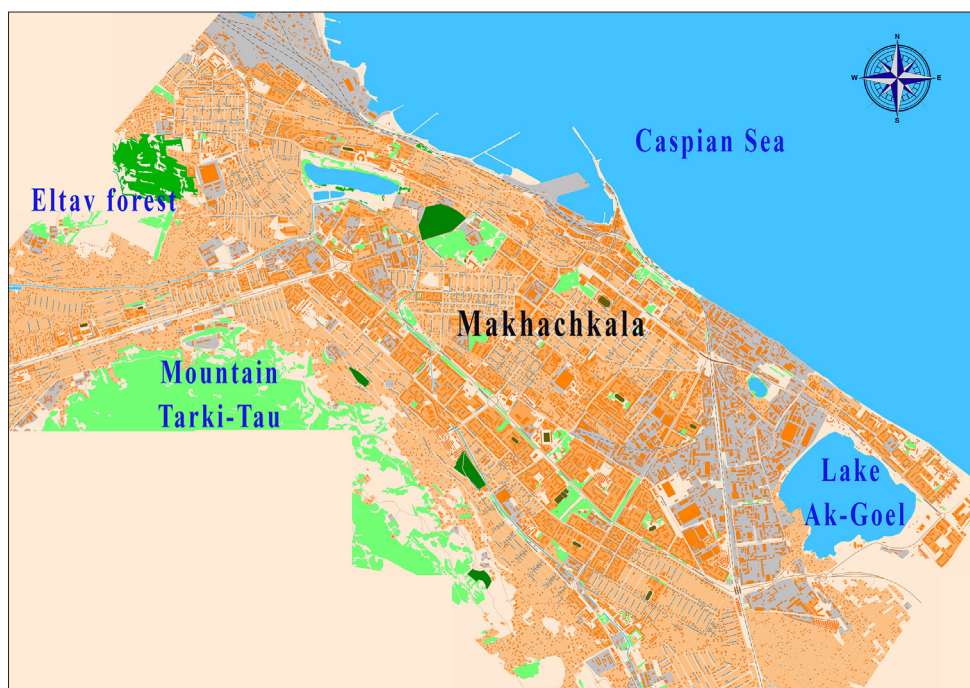 N
W
E
S
Caspian Sea
Eltav forest
Makhachkala
Mountain
Tarki-Tau
Lake
Ak-Goel